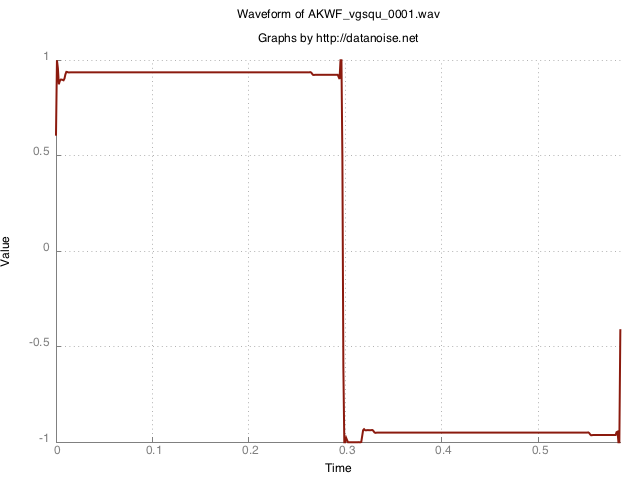 Waveform of AKWF_vgsqu_0001.wav
Graphs by http://datanoise.net
1
0.5
0
-0.5
-1
Value
0 0.1 0.2 0.3 0.4 0.5
Time